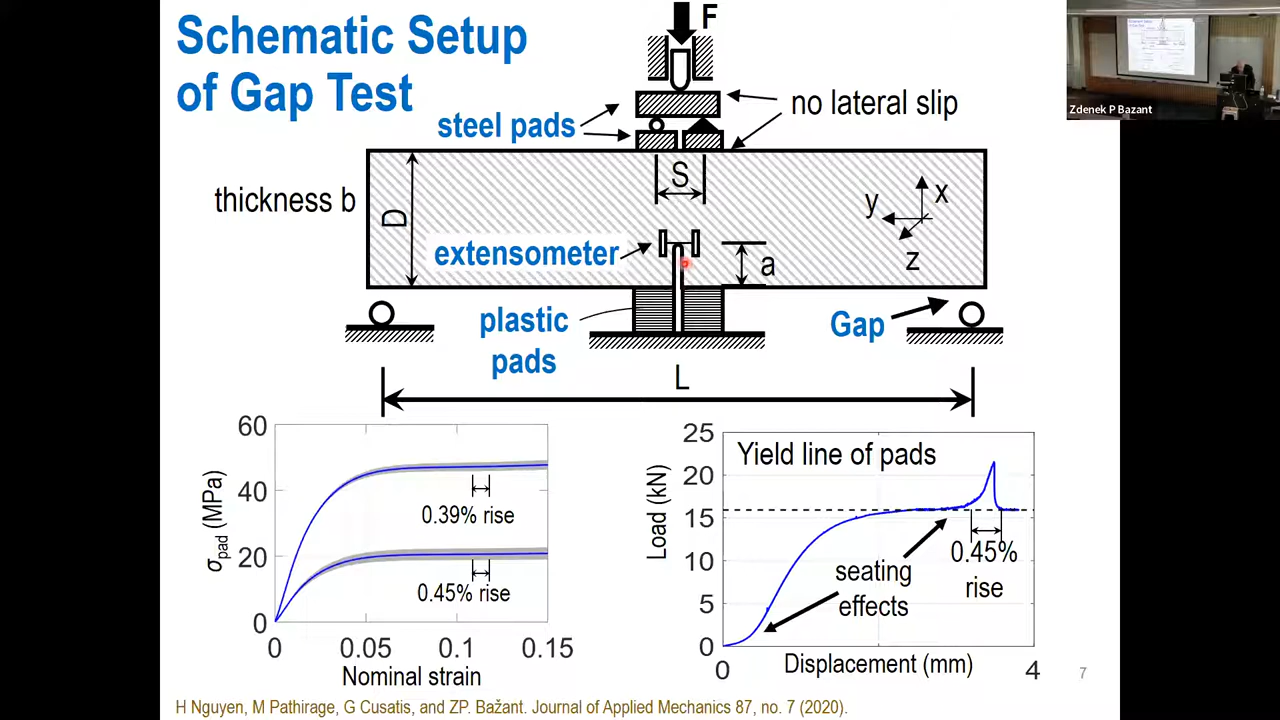 Schematic Setup
of Gap Test
F
no lateral slip
steel pads
Zdenek P Bazant
thickness b
D
S
x
y
z
extensometer
a
plastic
pads
Gap
L
60
40
20
0
0
0.05
0.1
0.15
σpad (MPa)
Nominal strain
0.39% rise
0.45% rise
25
20
15
10
5
0
0
4
Load (kN)
Displacement (mm)
Yield line of pads
seating
effects
0.45%
rise
7
H Nguyen, M Pathirage, G Cusatis, and ZP. Bažant. Journal of Applied Mechanics 87, no. 7 (2020).